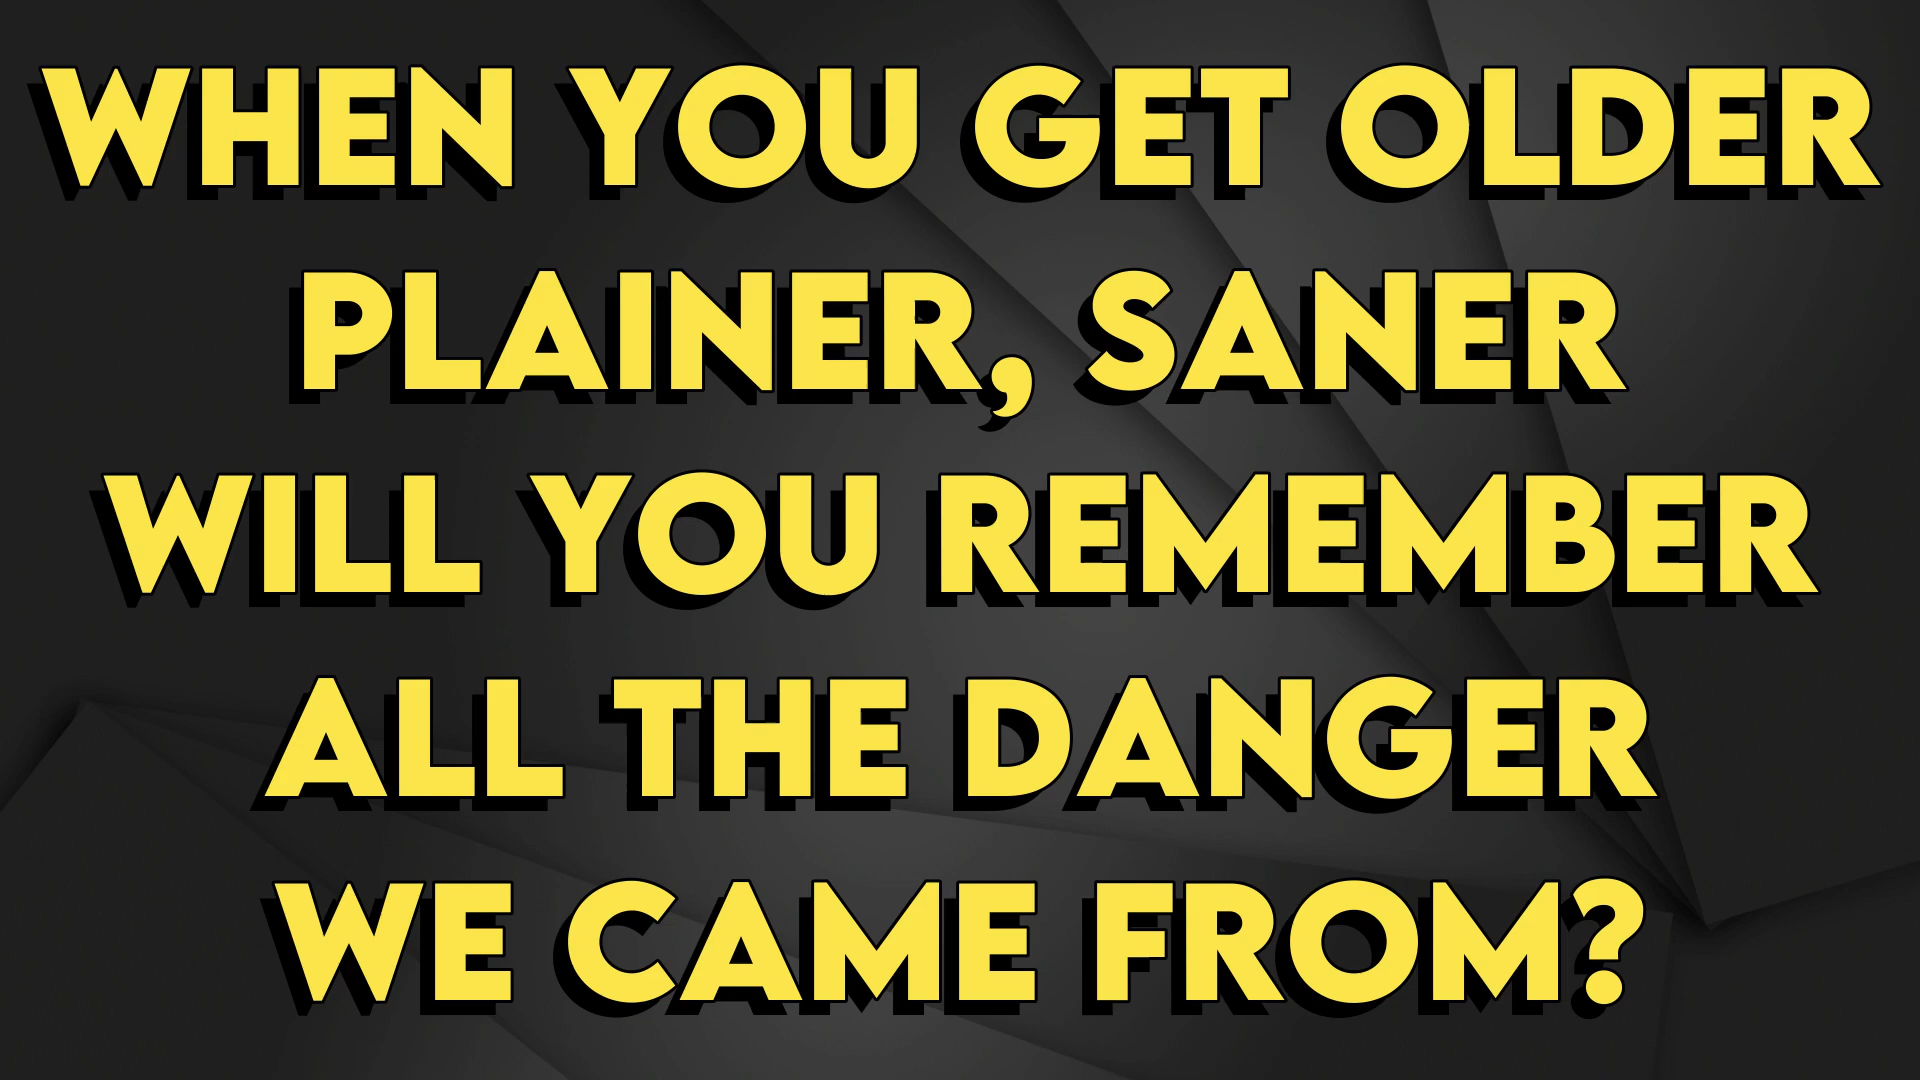 WHEN YOU GET OLDER
PLAINER, SANER
WILL YOU REMEMBER
ALL THE DANGER
WE CAME FROM?